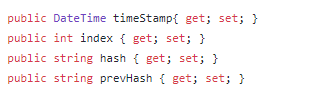 public DateTime timeStamp{ get; set; }
public int index { get; set; }
public string hash { get; set; }
public string prevHash { get; set; }